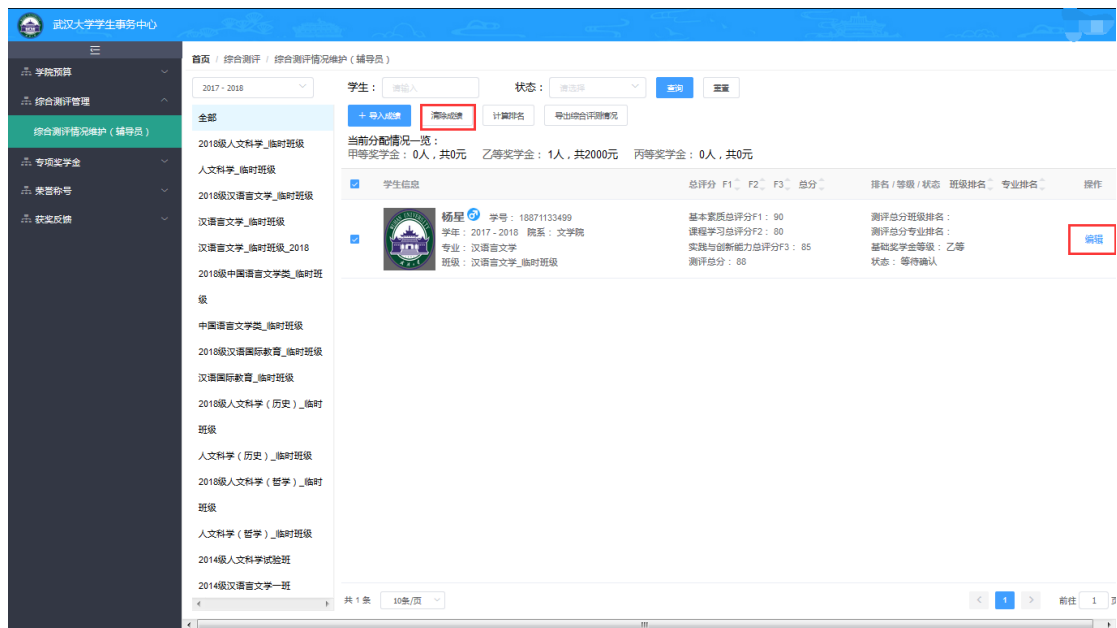 武汉大学学生事务中心
首页 / 综合测评 / 综合测评情况维护（辅导员）
学院预算
综合测评管理
综合测评情况维护（辅导员）
专项奖学金
荣誉称号
获奖反馈
2017 - 2018
全部
2018级人文科学_临时班级
人文科学_临时班级
2018级汉语言文学_临时班级
汉语言文学_临时班级
汉语言文学_临时班级_2018
2018级中国语言文学类_临时班
级
中国语言文学类_临时班级
2018级汉语国际教育_临时班级
汉语国际教育_临时班级
2018级人文科学（历史）_临时
班级
人文科学（历史）_临时班级
2018级人文科学（哲学）_临时
班级
人文科学（哲学）_临时班级
2014级人文科学试验班
2014级汉语言文学一班
学生： 请输入 状态： 请选择 查询 重置
+ 导入成绩 清除成绩 计算排名 导出综合评测情况
当前分配情况一览：
甲等奖学金： 0人，共0元 乙等奖学金： 1人，共2000元 丙等奖学金： 0人，共0元
学生信息 总评分 F1 F2 F3 总分 排名 / 等级 / 状态 班级排名 专业排名 操作
杨星 学号： 18871133499
学年： 2017 - 2018 院系： 文学院
专业： 汉语言文学
班级： 汉语言文学_临时班级
基本素质总评分F1： 90
课程学习总评分F2： 80
实践与创新能力总评分F3： 85
测评总分： 88
测评总分班级排名：
测评总分专业排名：
基础奖学金等级： 乙等
状态： 等待确认
编辑
共 1 条 10条/页 1 前往 1 页